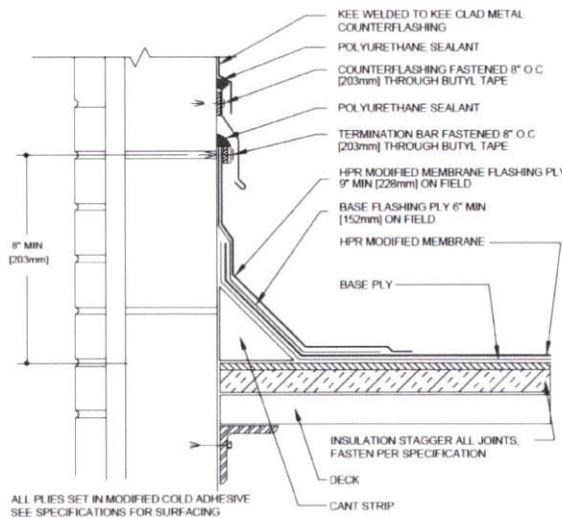 KEE WELDED TO KEE CLAD METAL
COUNTERFLASHING
POLYURETHANE SEALANT
COUNTERFLASHING FASTENED 8" O.C
[203mm] THROUGH BUTYL TAPE
POLYURETHANE SEALANT
TERMINATION BAR FASTENED 8" O.C
[203mm] THROUGH BUTYL TAPE
HPR MODIFIED MEMBRANE FLASHING PLY
9" MIN [228mm] ON FIELD
BASE FLASHING PLY 6" MIN
[152mm] ON FIELD
HPR MODIFIED MEMBRANE
BASE PLY
8" MIN.
[203mm]
INSULATION STAGGER ALL JOINTS,
FASTEN PER SPECIFICATION
DECK
CANT STRIP
ALL PLIES SET IN MODIFIED COLD ADHESIVE
SEE SPECIFICATIONS FOR SURFACING